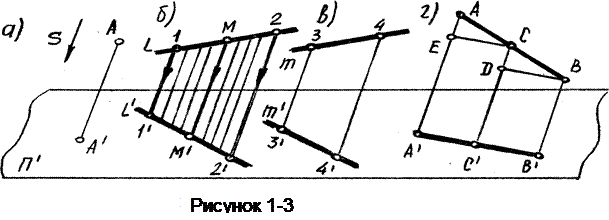 а) S A A' П'
б) L 1 M 2 L' 1' M' 2'
в) m 3 4 m' 3' 4'
г) A E C D B A' C' B'
Рисунок 1-3